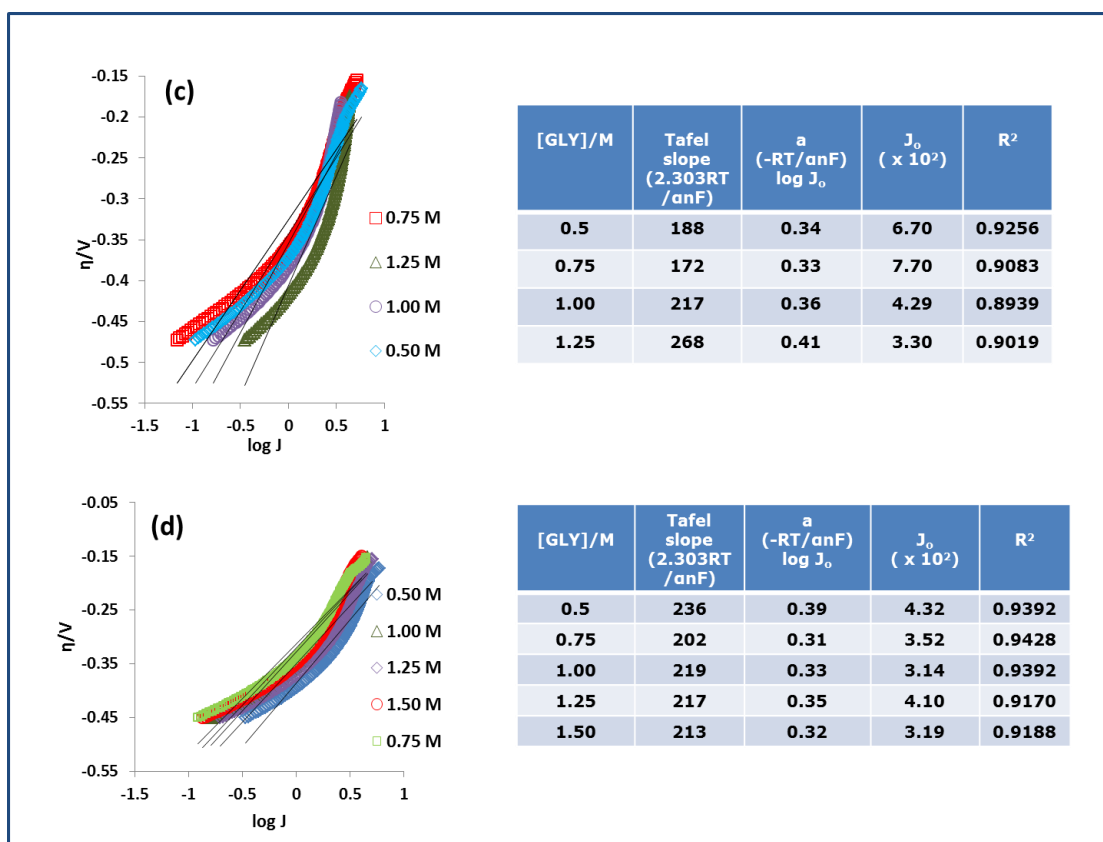 (c)
-0.15
-0.2
-0.25
-0.3
-0.35
-0.4
-0.45
-0.5
-0.55
η/V
-1.5 -1 -0.5 0 0.5 1
log J
0.75 M
1.25 M
1.00 M
0.50 M
[GLY]/M Tafel slope (2.303RT /αnF) a (-RT/αnF) log Jo Jo ( x 10²) R²
0.5 188 0.34 6.70 0.9256
0.75 172 0.33 7.70 0.9083
1.00 217 0.36 4.29 0.8939
1.25 268 0.41 3.30 0.9019
(d)
-0.05
-0.15
-0.25
-0.35
-0.45
-0.55
η/V
-1.5 -1 -0.5 0 0.5 1
log J
0.50 M
1.00 M
1.25 M
1.50 M
0.75 M
[GLY]/M Tafel slope (2.303RT /αnF) a (-RT/αnF) log Jo Jo ( x 10²) R²
0.5 236 0.39 4.32 0.9392
0.75 202 0.31 3.52 0.9428
1.00 219 0.33 3.14 0.9392
1.25 217 0.35 4.10 0.9170
1.50 213 0.32 3.19 0.9188